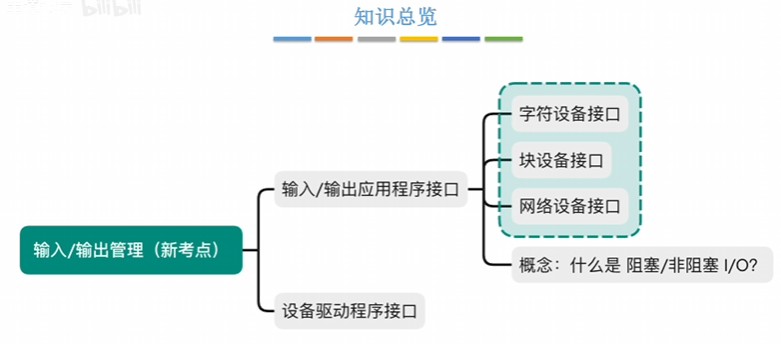 bilibili
知识总览
字符设备接口
块设备接口
输入/输出应用程序接口
网络设备接口
输入/输出管理（新考点）
概念：什么是 阻塞/非阻塞 I/O？
设备驱动程序接口